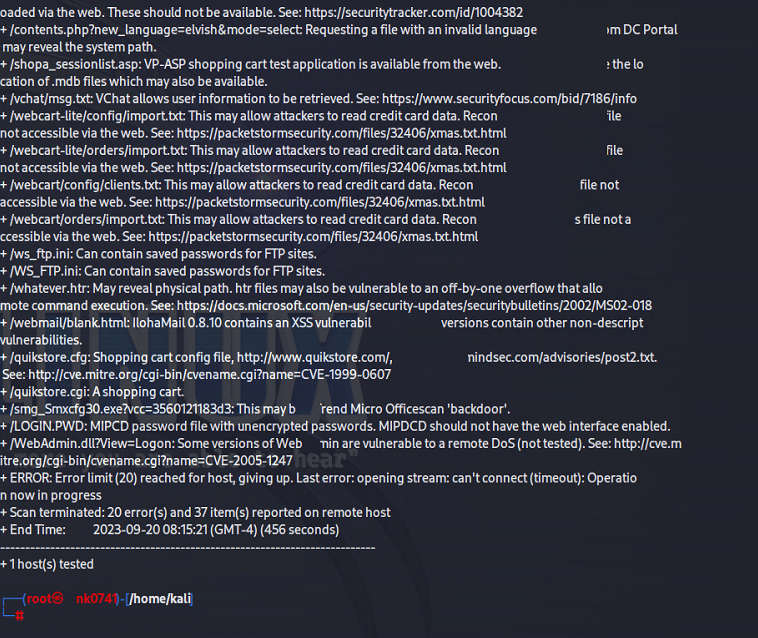 oaded via the web. These should not be available. See: https://securitytracker.com/id/1004382
+ /contents.php?new_language=elvish&mode=select: Requesting a file with an invalid language om DC Portal
may reveal the system path.
+ /shopa_sessionlist.asp: VP-ASP shopping cart test application is available from the web. the lo
cation of .mdb files which may also be available.
+ /vchat/msg.txt: VChat allows user information to be retrieved. See: https://www.securityfocus.com/bid/7186/info
+ /webcart-lite/config/import.txt: This may allow attackers to read credit card data. Recon file
not accessible via the web. See: https://packetstormsecurity.com/files/32406/xmas.txt.html
+ /webcart-lite/orders/import.txt: This may allow attackers to read credit card data. Recon file
not accessible via the web. See: https://packetstormsecurity.com/files/32406/xmas.txt.html
+ /webcart/config/clients.txt: This may allow attackers to read credit card data. Recon file not
accessible via the web. See: https://packetstormsecurity.com/files/32406/xmas.txt.html
+ /webcart/orders/import.txt: This may allow attackers to read credit card data. Recon s file not a
ccessible via the web. See: https://packetstormsecurity.com/files/32406/xmas.txt.html
+ /ws_ftp.ini: Can contain saved passwords for FTP sites.
+ /WS_FTP.ini: Can contain saved passwords for FTP sites.
+ /whatever.htr: May reveal physical path. htr files may also be vulnerable to an off-by-one overflow that allo
mote command execution. See: https://docs.microsoft.com/en-us/security-updates/securitybulletins/2002/MS02-018
+ /webmail/blank.html: IlohaMail 0.8.10 contains an XSS vulnerabil versions contain other non-descript
vulnerabilities.
+ /quikstore.cfg: Shopping cart config file, http://www.quikstore.com/, nindsec.com/advisories/post2.txt.
See: http://cve.mitre.org/cgi-bin/cvename.cgi?name=CVE-1999-0607
+ /quikstore.cgi: A shopping cart.
+ /smg_Smxcfg30.exe?vcc=3560121183d3: This may b rend Micro Officescan 'backdoor'.
+ /LOGIN.PWD: MIPCD password file with unencrypted passwords. MIPDCD should not have the web interface enabled.
+ /WebAdmin.dll?View=Logon: Some versions of Web min are vulnerable to a remote DoS (not tested). See: http://cve.m
itre.org/cgi-bin/cvename.cgi?name=CVE-2005-1247
hear"
+ ERROR: Error limit (20) reached for host, giving up. Last error: opening stream: can't connect (timeout): Operatio
n now in progress
+ Scan terminated: 20 error(s) and 37 item(s) reported on remote host
+ End Time: 2023-09-20 08:15:21 (GMT-4) (456 seconds)
---------------------------------------------------------------------------
+ 1 host(s) tested
┌──(root㉿ nk0741)-[/home/kali]
└─#